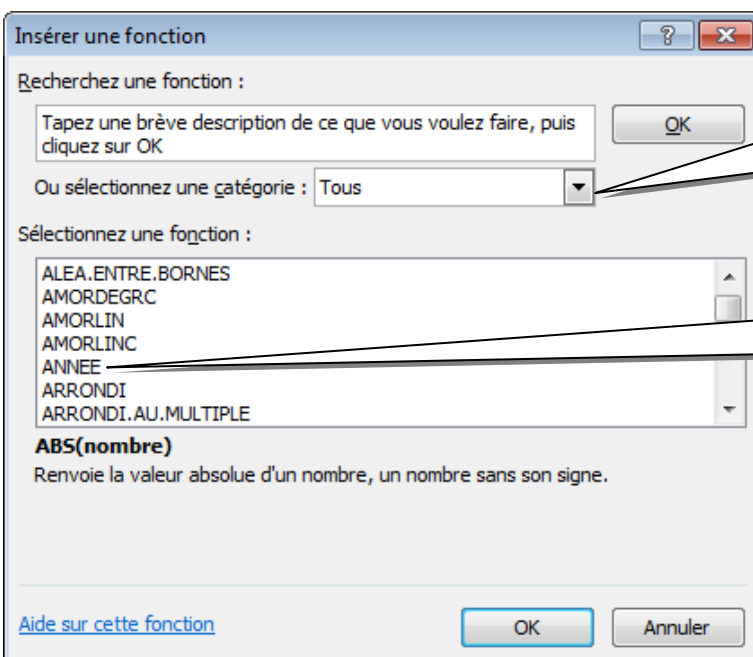 Insérer une fonction
Recherchez une fonction :
Tapez une brève description de ce que vous voulez faire, puis
cliquez sur OK
OK
Ou sélectionnez une catégorie : Tous
Sélectionnez une fonction :
ALEA.ENTRE.BORNES
AMORDEGRC
AMORLIN
AMORLINC
ANNEE
ARRONDI
ARRONDI.AU.MULTIPLE
ABS(nombre)
Renvoie la valeur absolue d'un nombre, un nombre sans son signe.
Aide sur cette fonction
OK
Annuler